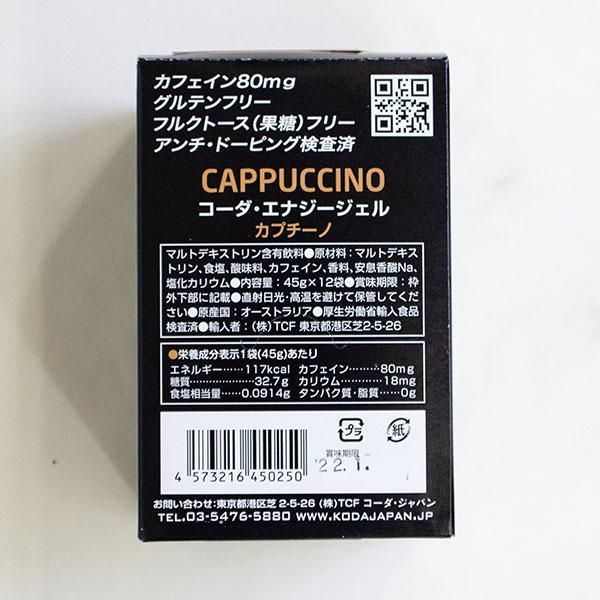 カフェイン80mg
グルテンフリー
フルクトース(果糖)フリー
アンチ・ドーピング検査済
CAPPUCCINO
コーダ・エナジージェル
カプチーノ
マルトデキストリン含有飲料●原材料:マルトデキス
トリン、食塩、酸味料、カフェイン、香料、安息香酸Na、
塩化カリウム●内容量:45g×12袋●賞味期限:枠
外下部に記載●直射日光・高温を避けて保管してくだ
さい●原産国:オーストラリア●厚生労働省輸入食品
検査済●輸入者:(株)TCF 東京都港区芝2-5-26
●栄養成分表示1袋(45g)あたり
エネルギー…117kcal カフェイン………80mg
糖質……………32.7g カリウム…………18mg
食塩相当量……0.0914g タンパク質・脂質……0g
プラ
紙
賞味期限
22.1.
4 573216 450250
お問い合わせ:東京都港区芝 2-5-26 (株)TCF コーダ・ジャパン
TEL.03-5476-5880 WWW.KODAJAPAN.JP